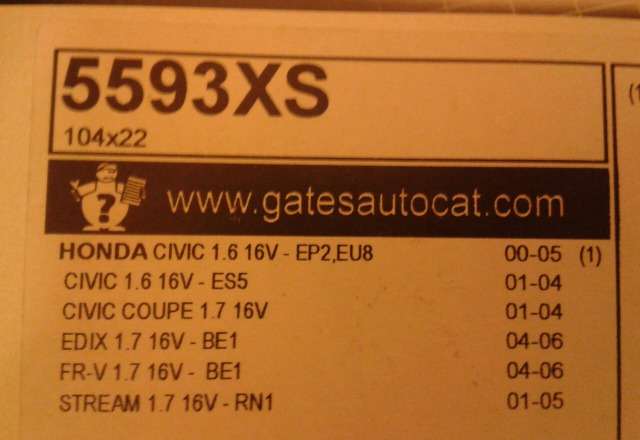 5593XS
104x22
?
www.gatesautocat.com
HONDA CIVIC 1.6 16V - EP2,EU8 00-05 (1)
CIVIC 1.6 16V - ES5 01-04
CIVIC COUPE 1.7 16V 01-04
EDIX 1.7 16V - BE1 04-06
FR-V 1.7 16V - BE1 04-06
STREAM 1.7 16V - RN1 01-05